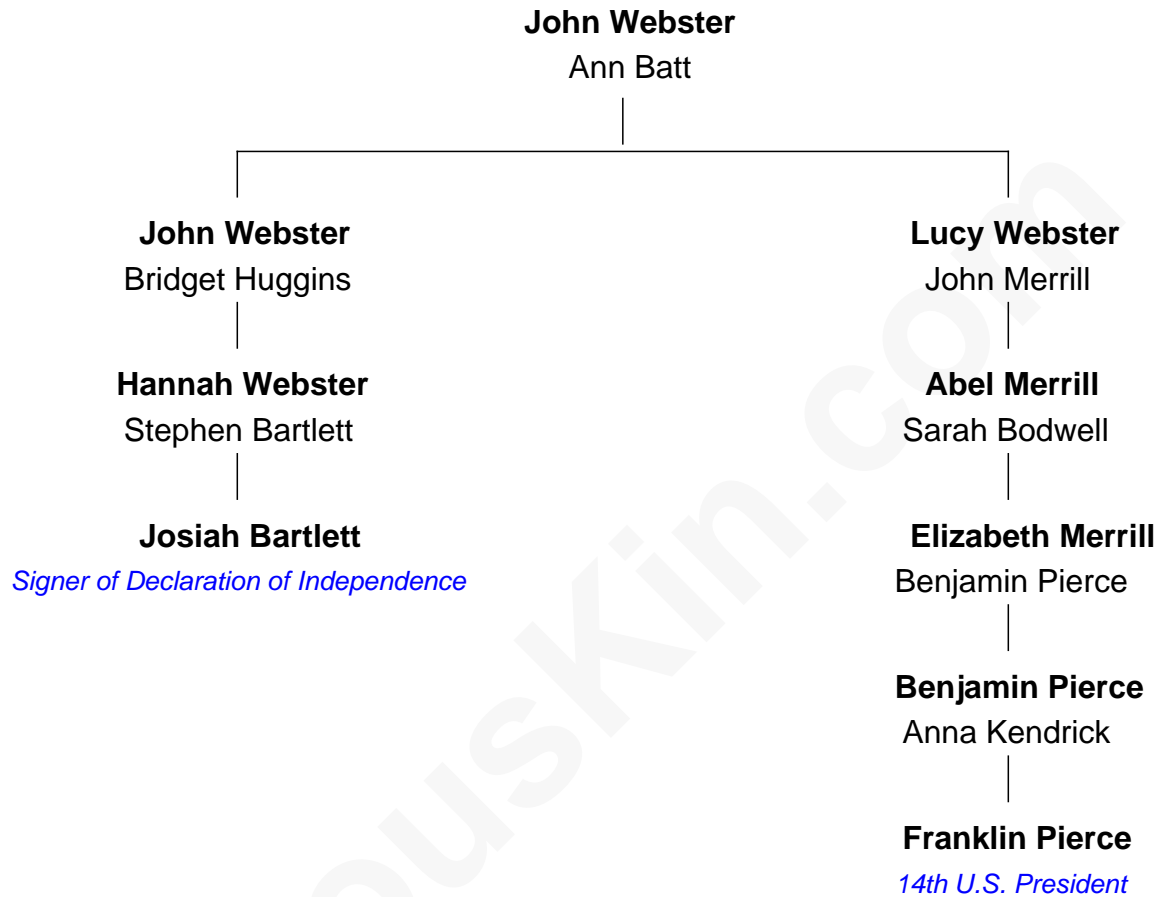 John Webster
Ann Batt
John Webster
Bridget Huggins
Hannah Webster
Stephen Bartlett
Josiah Bartlett
Signer of Declaration of Independence
Lucy Webster
John Merrill
Abel Merrill
Sarah Bodwell
Elizabeth Merrill
Benjamin Pierce
Benjamin Pierce
Anna Kendrick
Franklin Pierce
14th U.S. President
ousKin.com